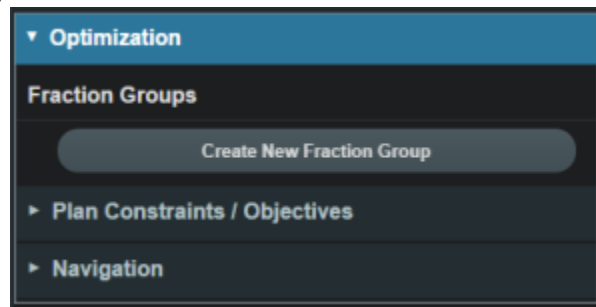 Optimization
Fraction Groups
Create New Fraction Group
Plan Constraints / Objectives
Navigation